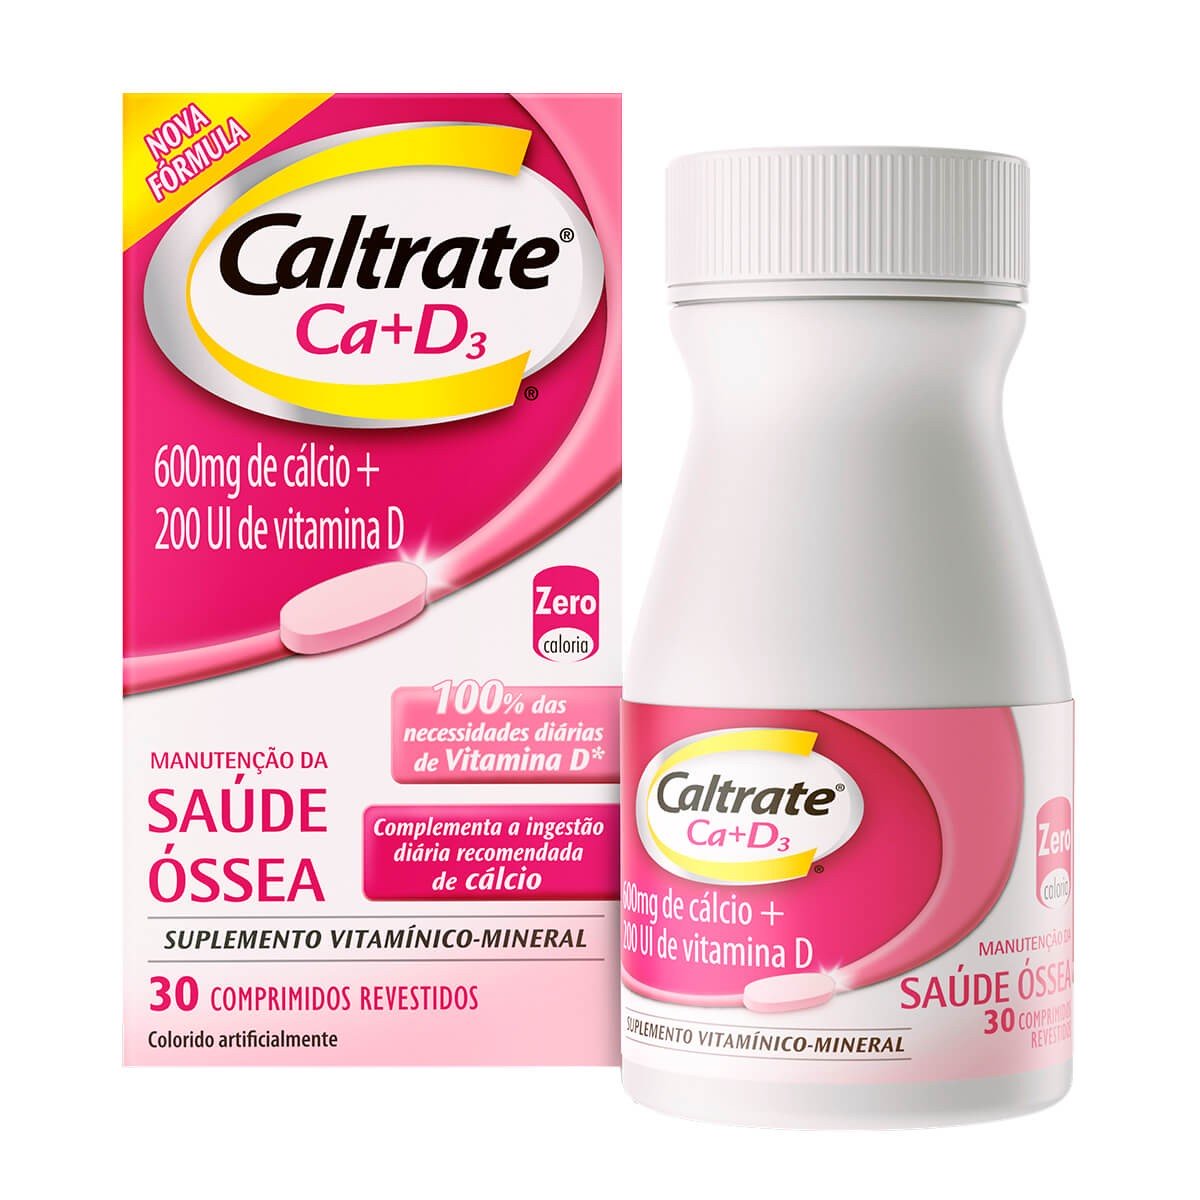 NOVA
FÓRMULA
Caltrate®
Ca+D3
®
600mg de cálcio +
200 UI de vitamina D
Zero
caloria
100% das
necessidades diárias
de Vitamina D*
MANUTENÇÃO DA
SAÚDE
ÓSSEA
Complementa a ingestão
diária recomendada
de cálcio
SUPLEMENTO VITAMÍNICO-MINERAL
30 COMPRIMIDOS REVESTIDOS
Colorido artificialmente
Caltrate®
Ca+D3
®
600mg de cálcio +
200 UI de vitamina D
Zero
caloria
MANUTENÇÃO DA
SAÚDE ÓSSEA
30 COMPRIMIDOS
REVESTIDOS
SUPLEMENTO VITAMÍNICO-MINERAL